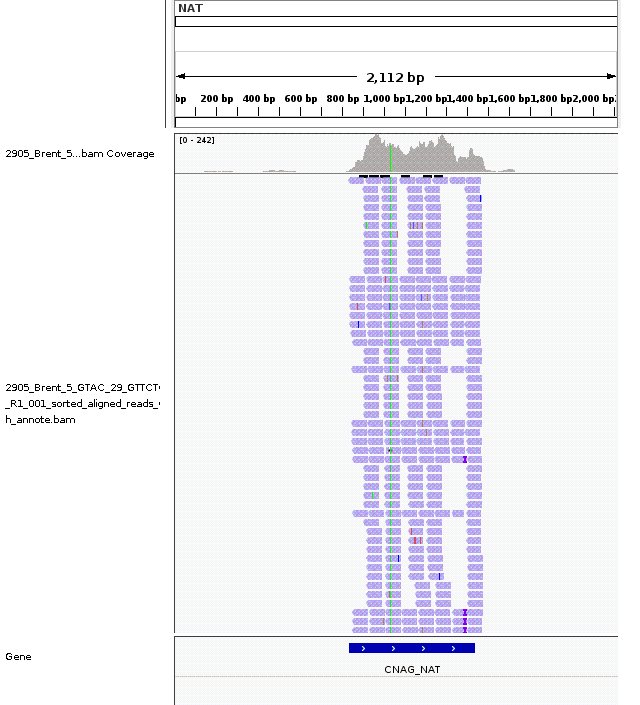 NAT
2,112 bp
bp 200 bp 400 bp 600 bp 800 bp 1,000 bp 1,200 bp 1,400 bp 1,600 bp 1,800 bp 2,000 bp
[0 - 242]
2905_Brent_5...bam Coverage
2905_Brent_5_GTAC_29_GTTCT
_R1_001_sorted_aligned_reads_
h_annote.bam
Gene
CNAG_NAT